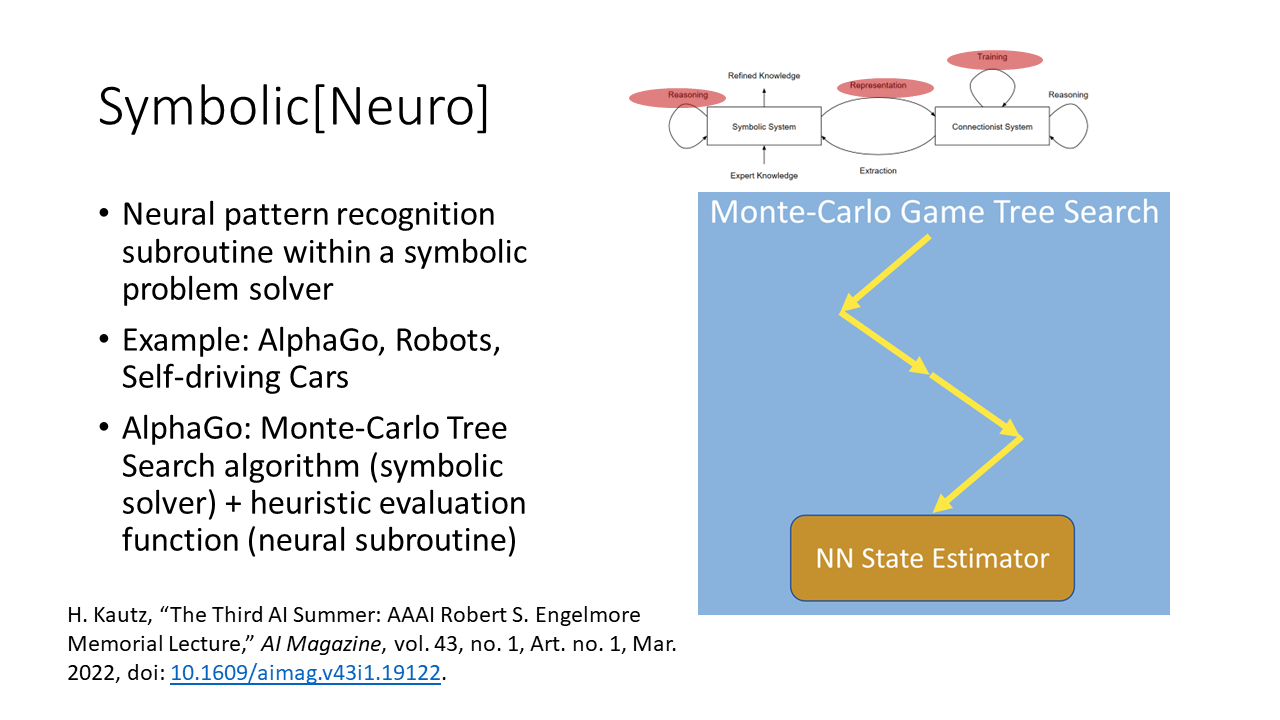 Symbolic[Neuro]
• Neural pattern recognition
subroutine within a symbolic
problem solver
• Example: AlphaGo, Robots,
Self-driving Cars
• AlphaGo: Monte-Carlo Tree
Search algorithm (symbolic
solver) + heuristic evaluation
function (neural subroutine)
H. Kautz, “The Third AI Summer: AAAI Robert S. Engelmore
Memorial Lecture,” AI Magazine, vol. 43, no. 1, Art. no. 1, Mar.
2022, doi: 10.1609/aimag.v43i1.19122.
Training
Refined Knowledge
Representation
Reasoning
Reasoning
Symbolic System
Connectionist System
Extraction
Expert Knowledge
Monte-Carlo Game Tree Search
NN State Estimator